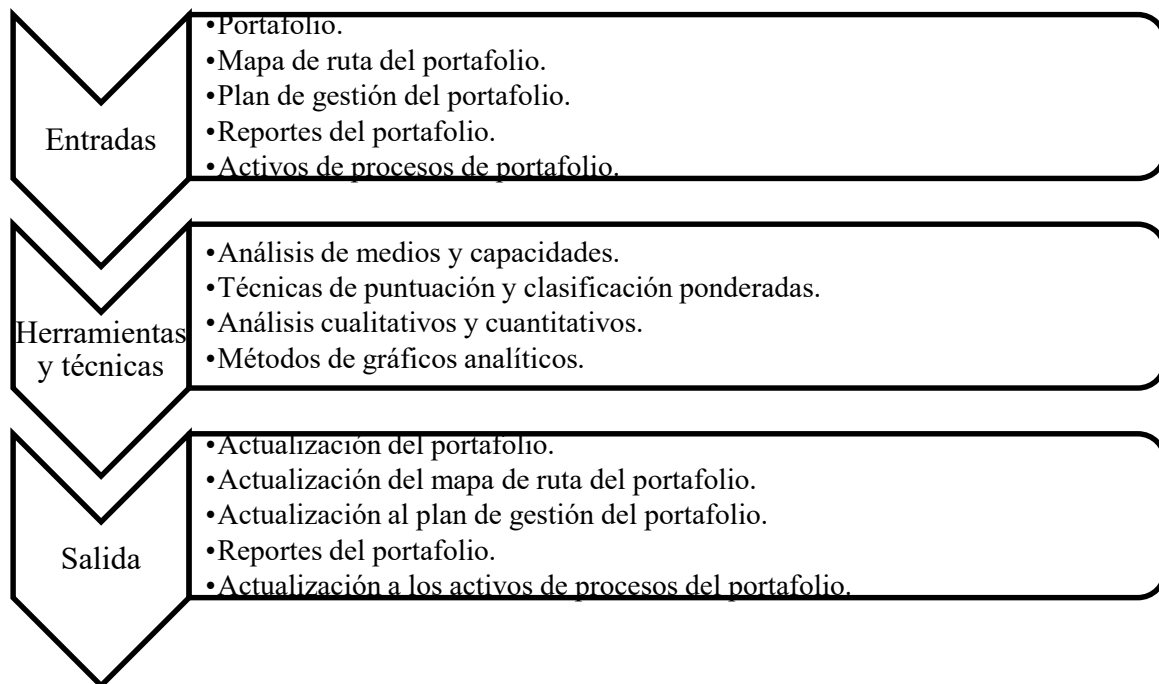 Entradas
•Portafolio.
•Mapa de ruta del portafolio.
•Plan de gestión del portafolio.
•Reportes del portafolio.
•Activos de procesos de portafolio.
Herramientas
y técnicas
•Análisis de medios y capacidades.
•Técnicas de puntuación y clasificación ponderadas.
•Análisis cualitativos y cuantitativos.
•Métodos de gráficos analíticos.
Salida
•Actualización del portafolio.
•Actualización del mapa de ruta del portafolio.
•Actualización al plan de gestión del portafolio.
•Reportes del portafolio.
•Actualización a los activos de procesos del portafolio.